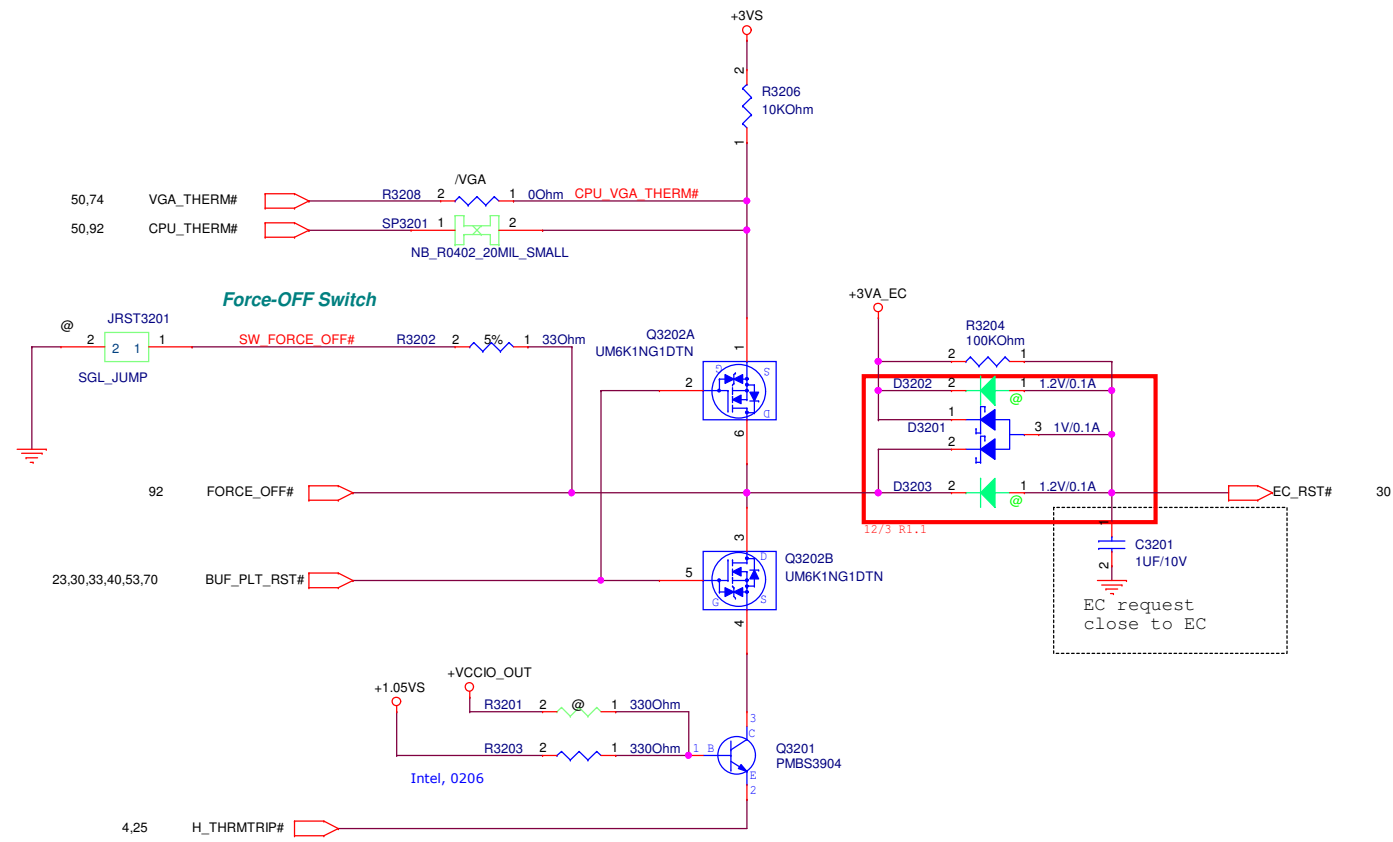 +3VS
2
R3206
10KOhm
1
/VGA
50,74 VGA_THERM# R3208 2 1 0Ohm CPU_VGA_THERM#
50,92 CPU_THERM# SP3201 1 2
NB_R0402_20MIL_SMALL
Force-OFF Switch
+3VA_EC
@ JRST3201
2 2 1 1 SW_FORCE_OFF# R3202 2 5% 1 33Ohm
SGL_JUMP
Q3202A
UM6K1NG1DTN
1
G S
2
D
6
R3204
100KOhm
2 1
D3202 2 1 1.2V/0.1A
@
1
D3201 3 1V/0.1A
2
92 FORCE_OFF# D3203 2 1 1.2V/0.1A EC_RST# 30
@
12/3 R1.1
3
D
Q3202B
UM6K1NG1DTN
23,30,33,40,53,70 BUF_PLT_RST# 5
G S
4
1
C3201
1UF/10V
2
EC request
close to EC
+VCCIO_OUT
+1.05VS
R3201 2 @ 1 330Ohm
R3203 2 1 330Ohm 1 B
3
C
Q3201
PMBS3904
E
2
Intel, 0206
4,25 H_THRMTRIP#